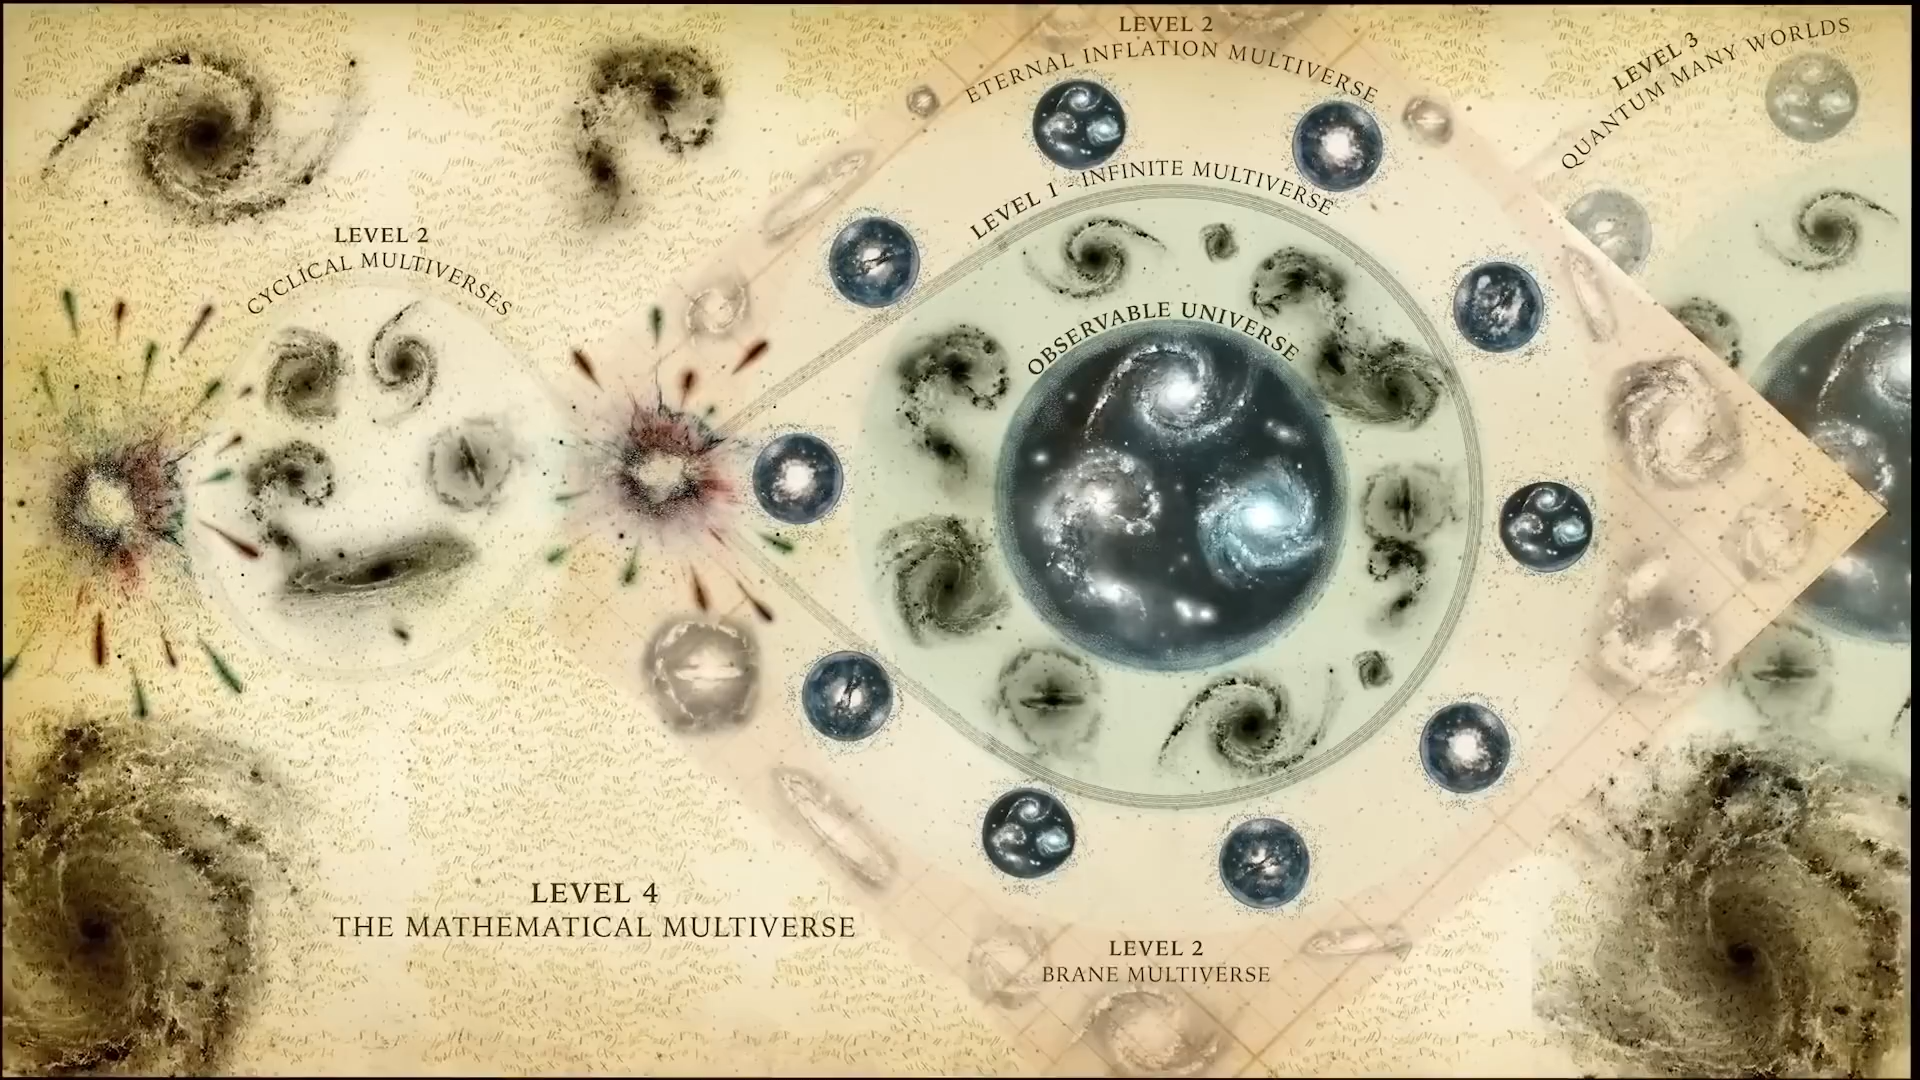 LEVEL 2
ETERNAL INFLATION MULTIVERSE
LEVEL 3
QUANTUM MANY WORLDS
LEVEL 1 - INFINITE MULTIVERSE
LEVEL 2
CYCLICAL MULTIVERSES
OBSERVABLE UNIVERSE
LEVEL 4
THE MATHEMATICAL MULTIVERSE
LEVEL 2
BRANE MULTIVERSE